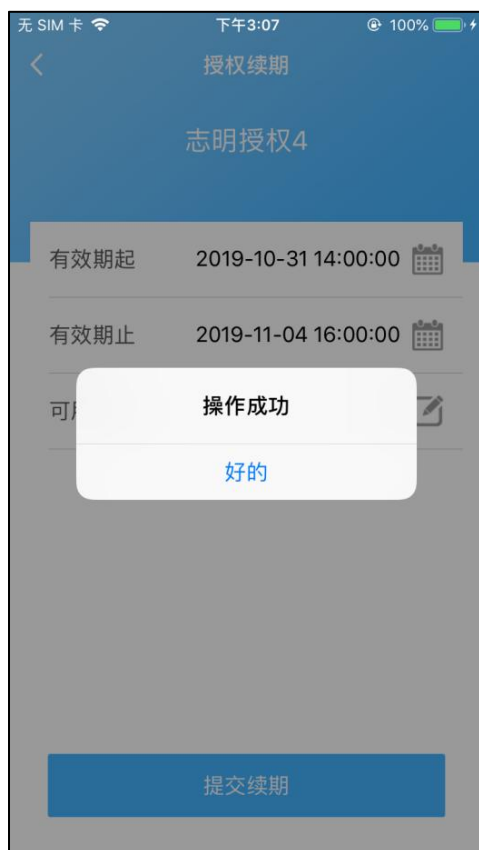 无 SIM 卡 下午3:07 100%
授权续期
志明授权4
有效期起 2019-10-31 14:00:00
有效期止 2019-11-04 16:00:00
可
操作成功
好的
提交续期